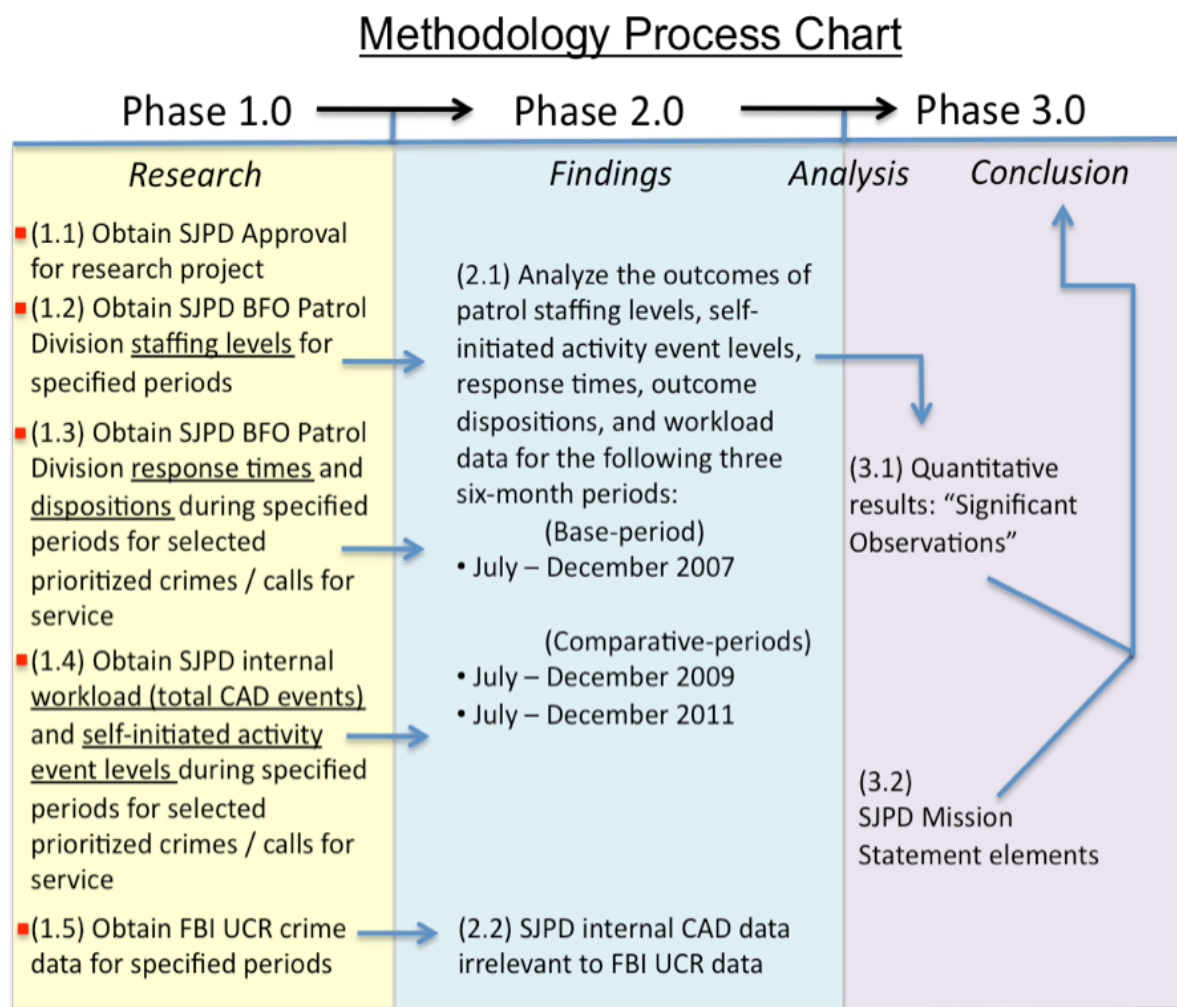 Methodology Process Chart
Phase 1.0
Phase 2.0
Phase 3.0
Research
Findings
Analysis
Conclusion
(1.1) Obtain SJPD Approval
for research project
(1.2) Obtain SJPD BFO Patrol
Division staffing levels for
specified periods
(1.3) Obtain SJPD BFO Patrol
Division response times and
dispositions during specified
periods for selected
prioritized crimes / calls for
service
(1.4) Obtain SJPD internal
workload (total CAD events)
and self-initiated activity
event levels during specified
periods for selected
prioritized crimes / calls for
service
(1.5) Obtain FBI UCR crime
data for specified periods
(2.1) Analyze the outcomes of
patrol staffing levels, self-
initiated activity event levels,
response times, outcome
dispositions, and workload
data for the following three
six-month periods:
(Base-period)
• July – December 2007
(Comparative-periods)
• July – December 2009
• July – December 2011
(2.2) SJPD internal CAD data
irrelevant to FBI UCR data
(3.1) Quantitative
results: “Significant
Observations”
(3.2)
SJPD Mission
Statement elements